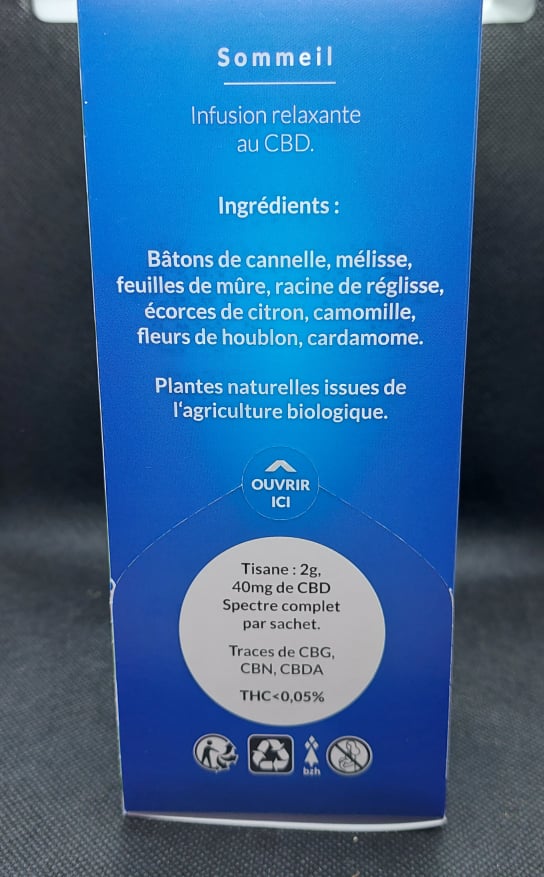 Sommeil
Infusion relaxante
au CBD.
Ingrédients :
Bâtons de cannelle, mélisse,
feuilles de mûre, racine de réglisse,
écorces de citron, camomille,
fleurs de houblon, cardamome.
Plantes naturelles issues de
l'agriculture biologique.
OUVRIR
ICI
Tisane : 2g,
40mg de CBD
Spectre complet
par sachet.
Traces de CBG,
CBN, CBDA
THC<0,05%
bzh